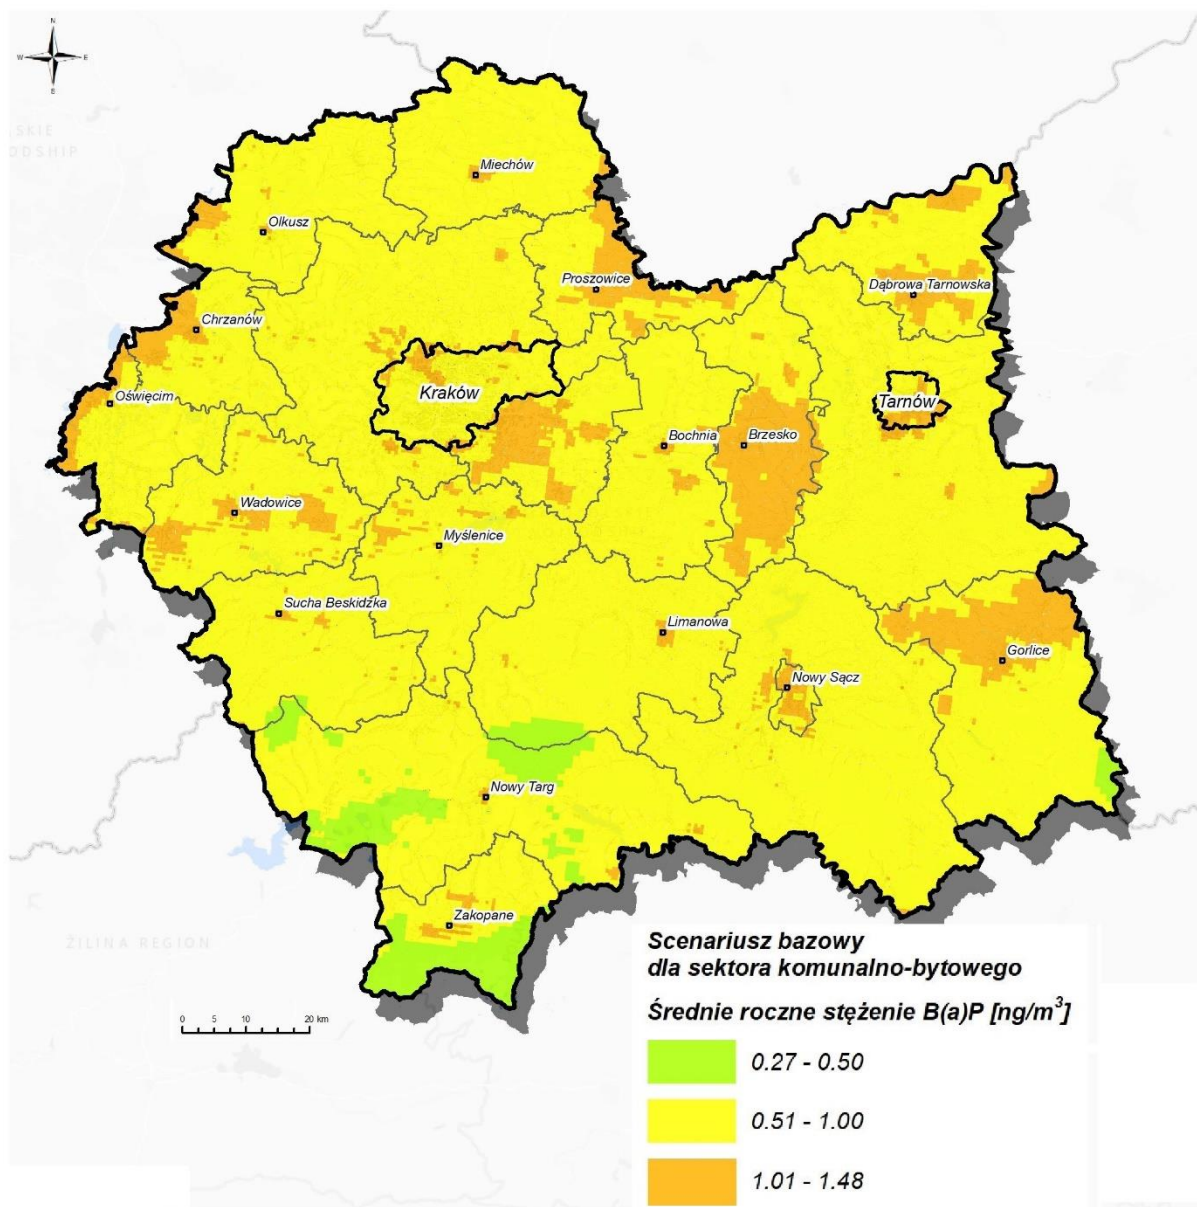 N
W
E
E
SKIE
ODSHIP
Miechów
Olkusz
Proszowice
Dąbrowa Tarnowska
Chrzanów
Kraków
Tarnów
Oświęcim
Bochnia
Brzesko
Wadowice
Myślenice
Sucha Beskidzka
Limanowa
Gorlice
Nowy Sącz
Nowy Targ
Zakopane
ŽILINA REGION
0 5 10 20 km
Scenariusz bazowy
dla sektora komunalno-bytowego
Średnie roczne stężenie B(a)P [ng/m³]
0.27 - 0.50
0.51 - 1.00
1.01 - 1.48